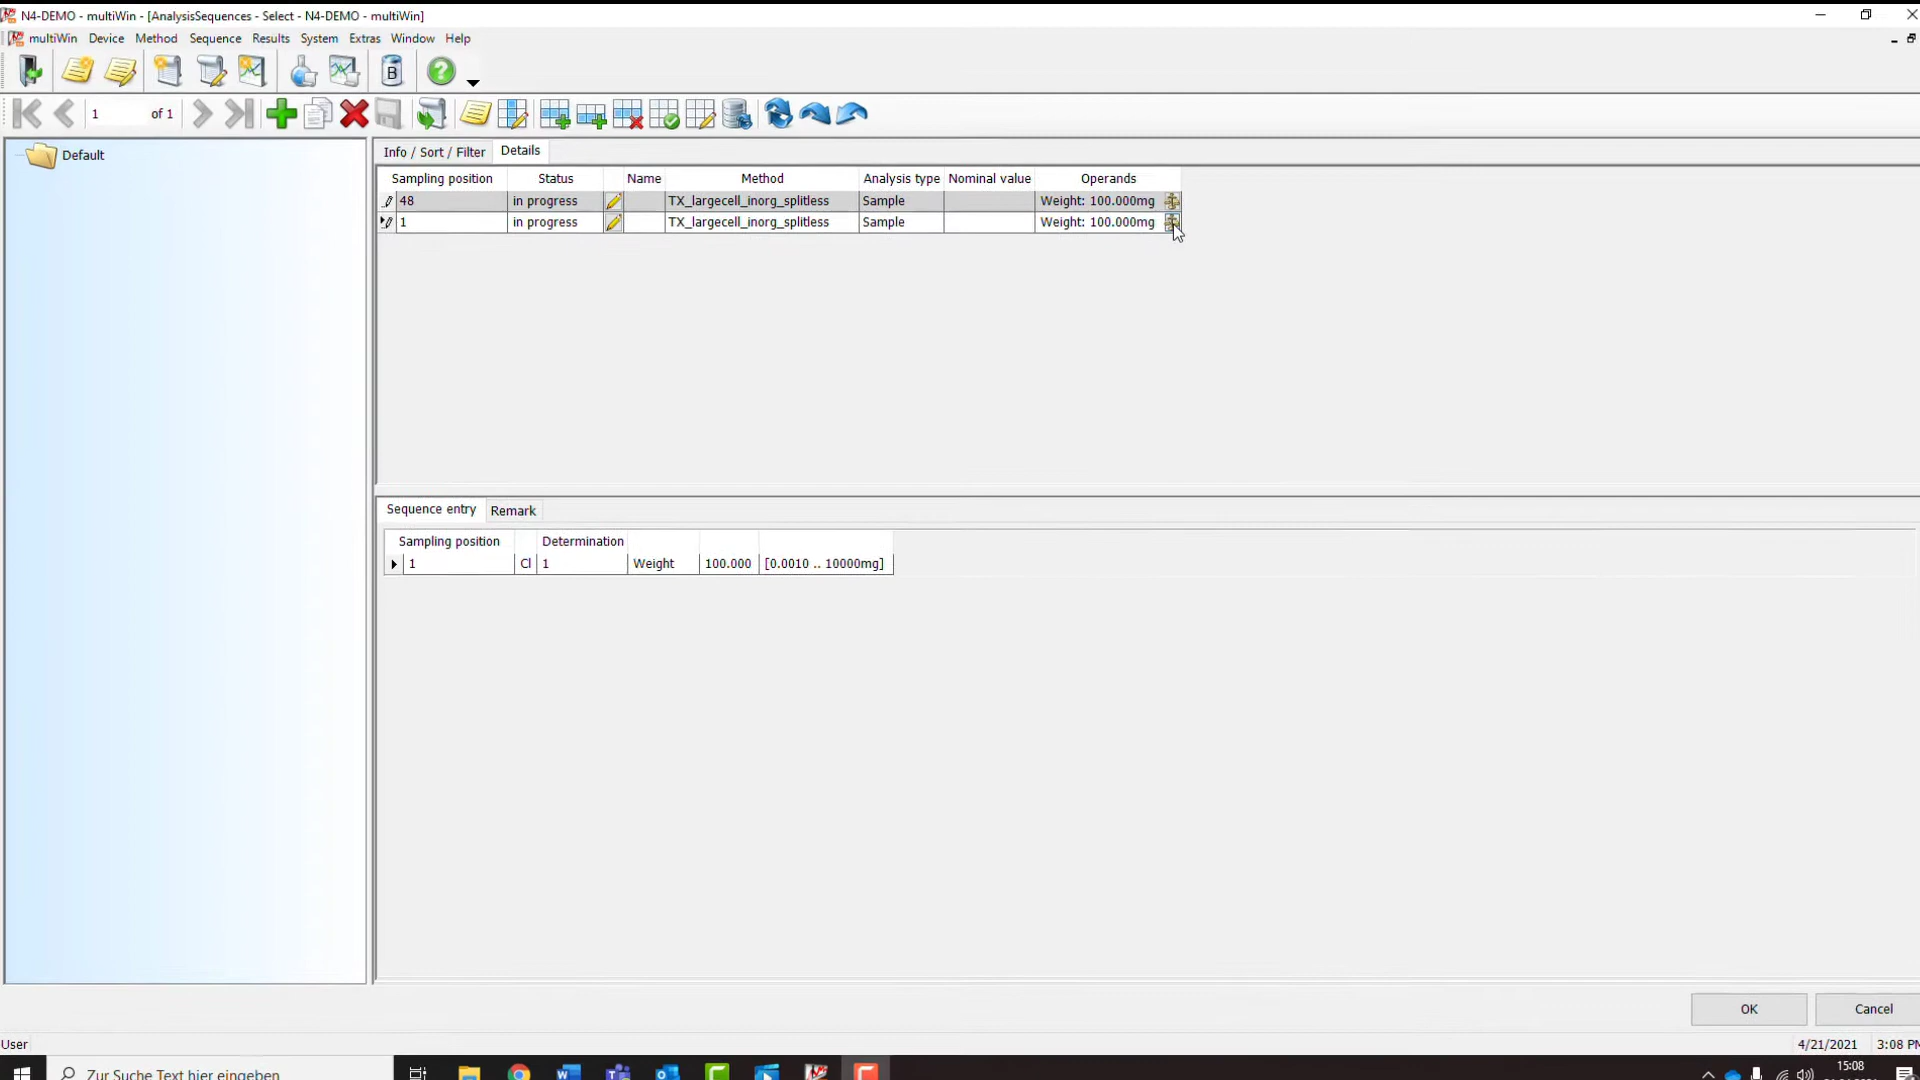 N4-DEMO - multiWin - [AnalysisSequences - Select - N4-DEMO - multiWin]
multiWin Device Method Sequence Results System Extras Window Help
B ?
1 of 1
Default
Info / Sort / Filter Details
Sampling position Status Name Method Analysis type Nominal value Operands
48 in progress TX_largecell_inorg_splitless Sample Weight: 100.000mg
1 in progress TX_largecell_inorg_splitless Sample Weight: 100.000mg
Sequence entry Remark
Sampling position Determination
1 Cl 1 Weight 100.000 [0.0010 .. 10000mg]
OK Cancel
User 4/21/2021 3:08 PM
Zur Suche Text hier eingeben 15:08